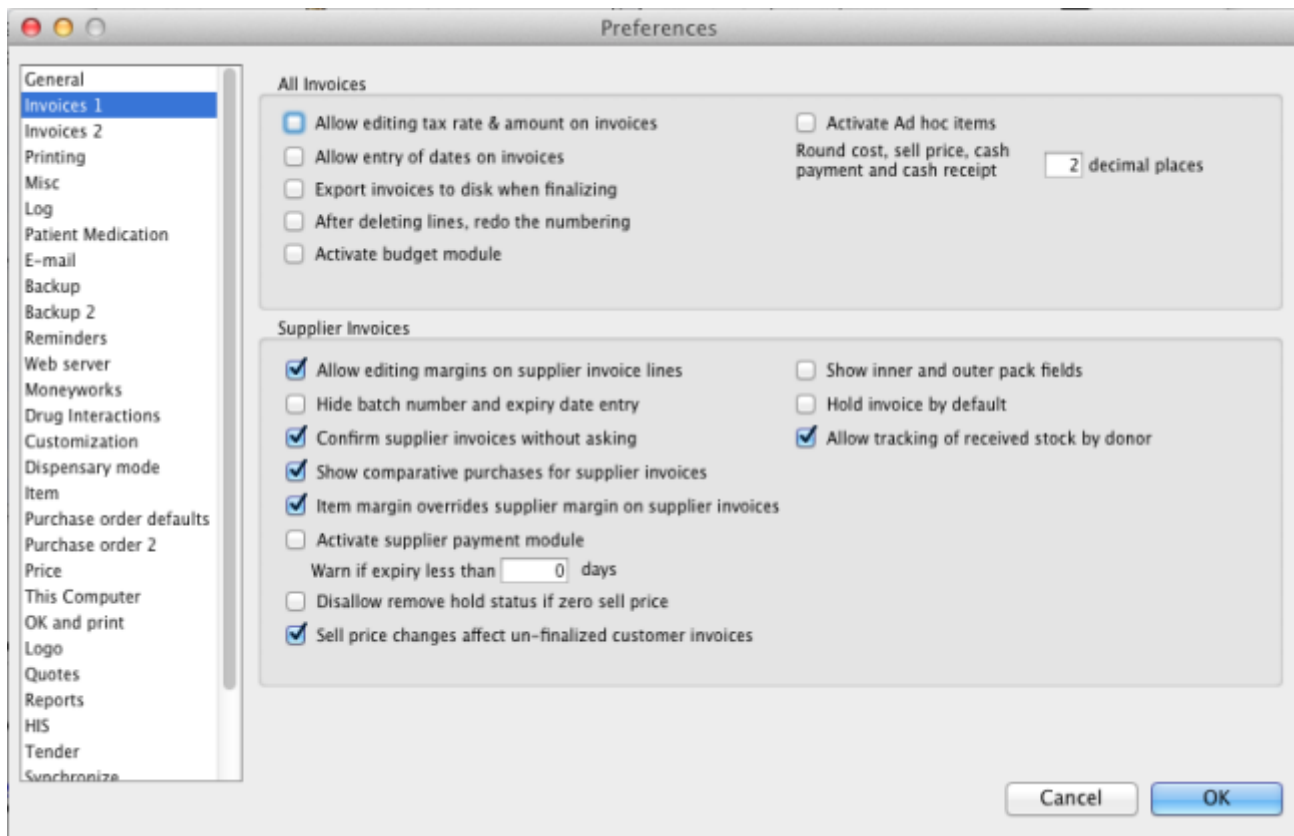 Preferences
General
Invoices 1
Invoices 2
Printing
Misc
Log
Patient Medication
E-mail
Backup
Backup 2
Reminders
Web server
Moneyworks
Drug Interactions
Customization
Dispensary mode
Item
Purchase order defaults
Purchase order 2
Price
This Computer
OK and print
Logo
Quotes
Reports
HIS
Tender
Synchronize
All Invoices
Allow editing tax rate & amount on invoices
Allow entry of dates on invoices
Export invoices to disk when finalizing
After deleting lines, redo the numbering
Activate budget module
Activate Ad hoc items
Round cost, sell price, cash
payment and cash receipt 2 decimal places
Supplier Invoices
Allow editing margins on supplier invoice lines
Hide batch number and expiry date entry
Confirm supplier invoices without asking
Show comparative purchases for supplier invoices
Item margin overrides supplier margin on supplier invoices
Activate supplier payment module
Warn if expiry less than 0 days
Disallow remove hold status if zero sell price
Sell price changes affect un-finalized customer invoices
Show inner and outer pack fields
Hold invoice by default
Allow tracking of received stock by donor
Cancel
OK